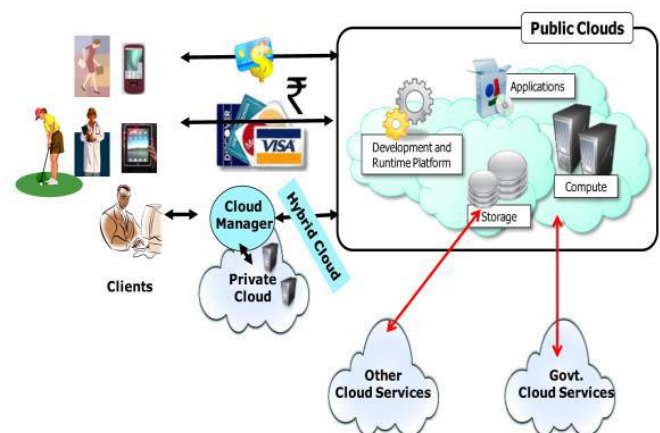 Public Clouds
Applications
Development and
Runtime Platform
Compute
Storage
₹
$
DISCOVER
VISA
Cloud
Manager
Hybrid Cloud
Private
Cloud
Clients
Other
Cloud Services
Govt.
Cloud Services